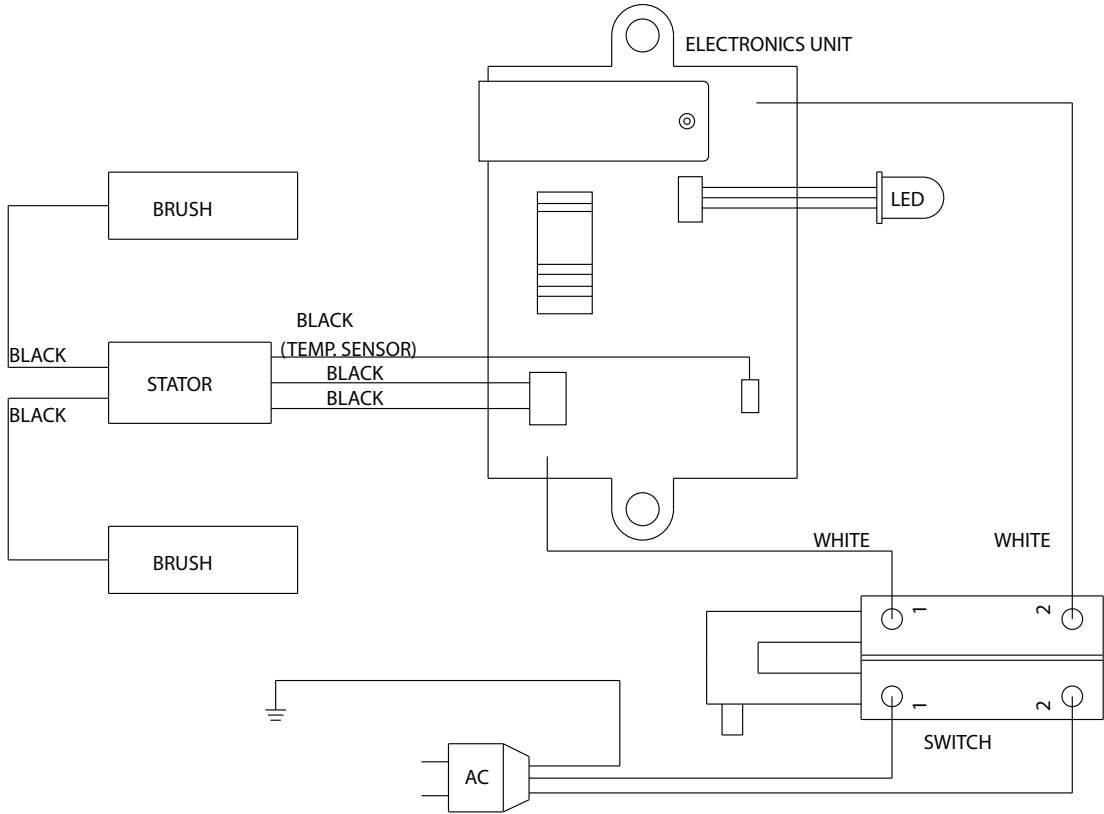 ELECTRONICS UNIT
LED
BRUSH
BLACK
(TEMP. SENSOR)
BLACK
BLACK
BLACK
STATOR
BLACK
BRUSH
WHITE
WHITE
1
2
1
2
SWITCH
AC